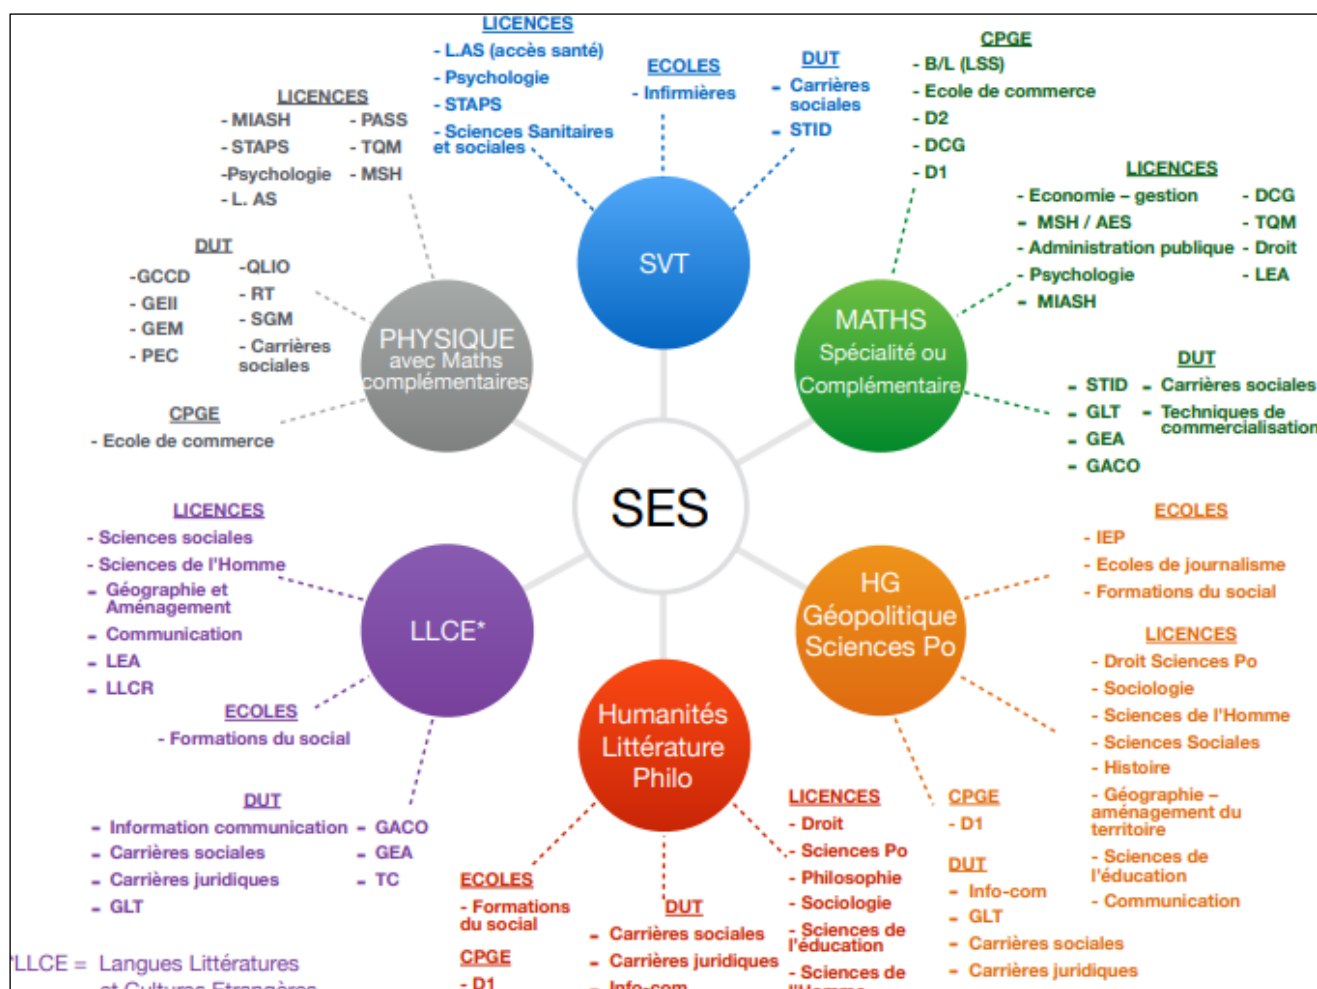 LICENCES
- L.AS (accès santé)
- Psychologie
- STAPS
- Sciences Sanitaires
et sociales
ECOLES
- Infirmières
DUT
- Carrières
sociales
- STID
SVT
CPGE
- B/L (LSS)
- Ecole de commerce
- D2
- DCG
- D1
LICENCES
- Economie – gestion
- MSH / AES
- Administration publique
- Psychologie
- MIASH
- DCG
- TQM
- Droit
- LEA
DUT
- STID
- GLT
- GEA
- GACO
- Carrières sociales
- Techniques de
commercialisation
MATHS
Spécialité ou
Complémentaire
LICENCES
- MIASH
- STAPS
-Psychologie
- L. AS
- PASS
- TQM
- MSH
DUT
-GCCD
- GEII
- GEM
- PEC
-QLIO
- RT
- SGM
- Carrières
sociales
CPGE
- Ecole de commerce
PHYSIQUE
avec Maths
complémentaires
SES
LICENCES
- Sciences sociales
- Sciences de l'Homme
- Géographie et
Aménagement
- Communication
- LEA
- LLCR
ECOLES
- Formations du social
DUT
- Information communication
- Carrières sociales
- Carrières juridiques
- GLT
- GACO
- GEA
- TC
LLCE*
HG
Géopolitique
Sciences Po
ECOLES
- IEP
- Ecoles de journalisme
- Formations du social
LICENCES
- Droit Sciences Po
- Sociologie
- Sciences de l'Homme
- Sciences Sociales
- Histoire
- Géographie –
aménagement du
territoire
- Sciences de
l'éducation
- Communication
CPGE
- D1
DUT
- Info-com
- GLT
- Carrières sociales
- Carrières juridiques
Humanités
Littérature
Philo
ECOLES
- Formations
du social
CPGE
- D1
DUT
- Carrières sociales
- Carrières juridiques
- Info-com
LICENCES
- Droit
- Sciences Po
- Philosophie
- Sociologie
- Sciences de
l'éducation
- Sciences de
l'Homme
*LLCE = Langues Littératures
et Cultures Etrangères